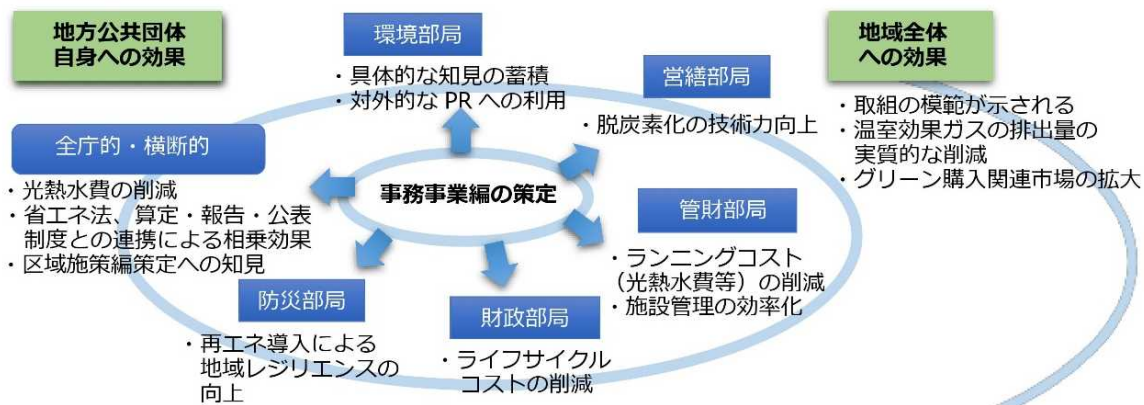 地方公共団体
自身への効果
環境部局
・具体的な知見の蓄積
・対外的な PR への利用
営繕部局
・脱炭素化の技術力向上
地域全体
への効果
・取組の模範が示される
・温室効果ガスの排出量の
実質的な削減
・グリーン購入関連市場の拡大
全庁的・横断的
・光熱水費の削減
・省エネ法、算定・報告・公表
制度との連携による相乗効果
・区域施策編策定への知見
事務事業編の策定
管財部局
・ランニングコスト
（光熱水費等）の削減
・施設管理の効率化
防災部局
・再エネ導入による
地域レジリエンスの
向上
財政部局
・ライフサイクル
コストの削減